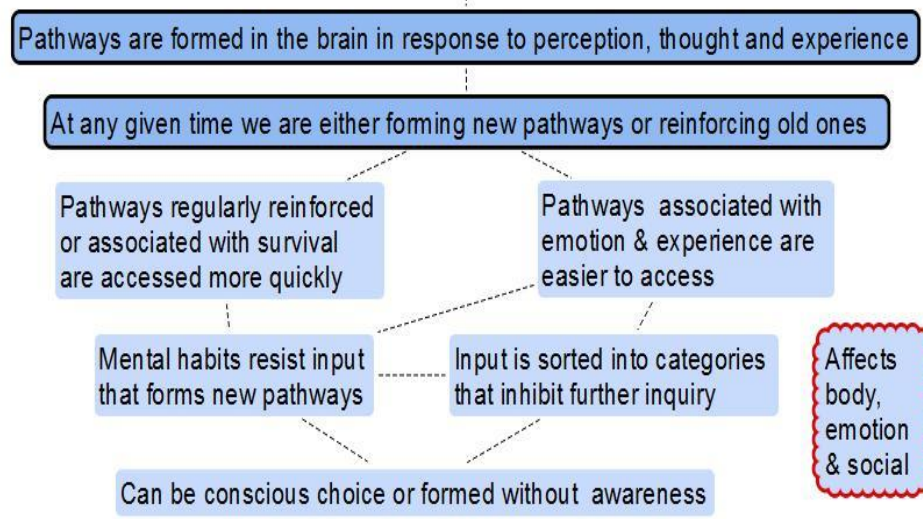 Pathways are formed in the brain in response to perception, thought and experience
At any given time we are either forming new pathways or reinforcing old ones
Pathways regularly reinforced
or associated with survival
are accessed more quickly
Pathways associated with
emotion & experience are
easier to access
Mental habits resist input
that forms new pathways
Input is sorted into categories
that inhibit further inquiry
Affects
body,
emotion
& social
Can be conscious choice or formed without awareness